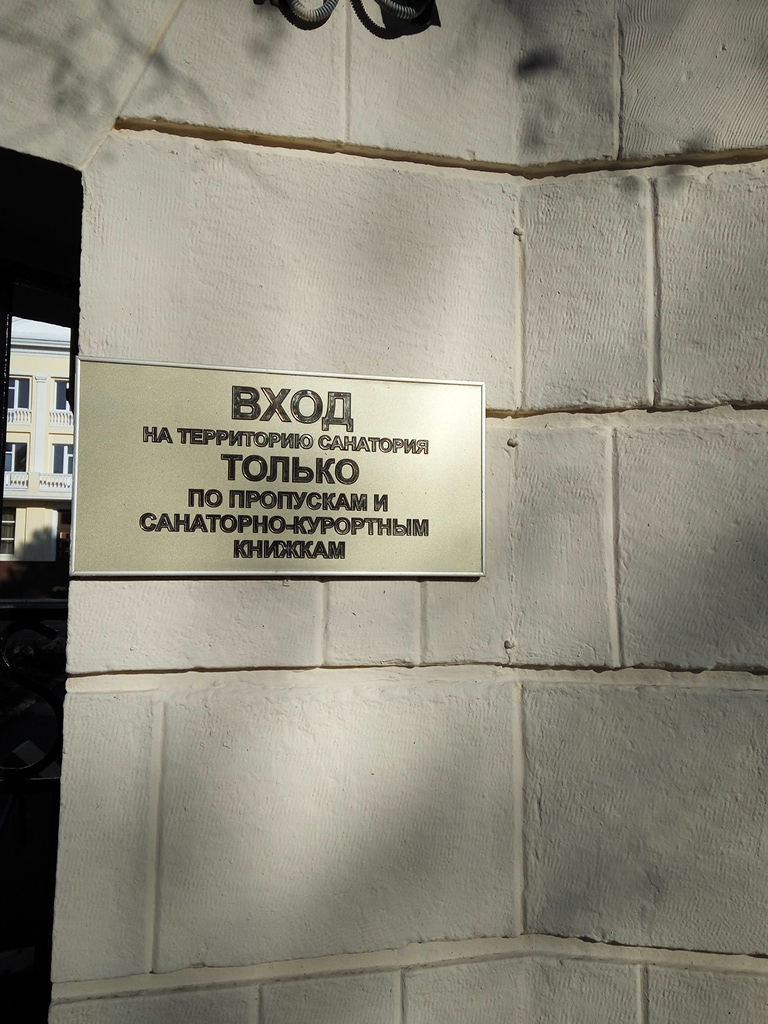 ВХОД
НА ТЕРРИТОРИЮ САНАТОРИЯ
ТОЛЬКО
ПО ПРОПУСКАМ И
САНАТОРНО-КУРОРТНЫМ
КНИЖКАМ